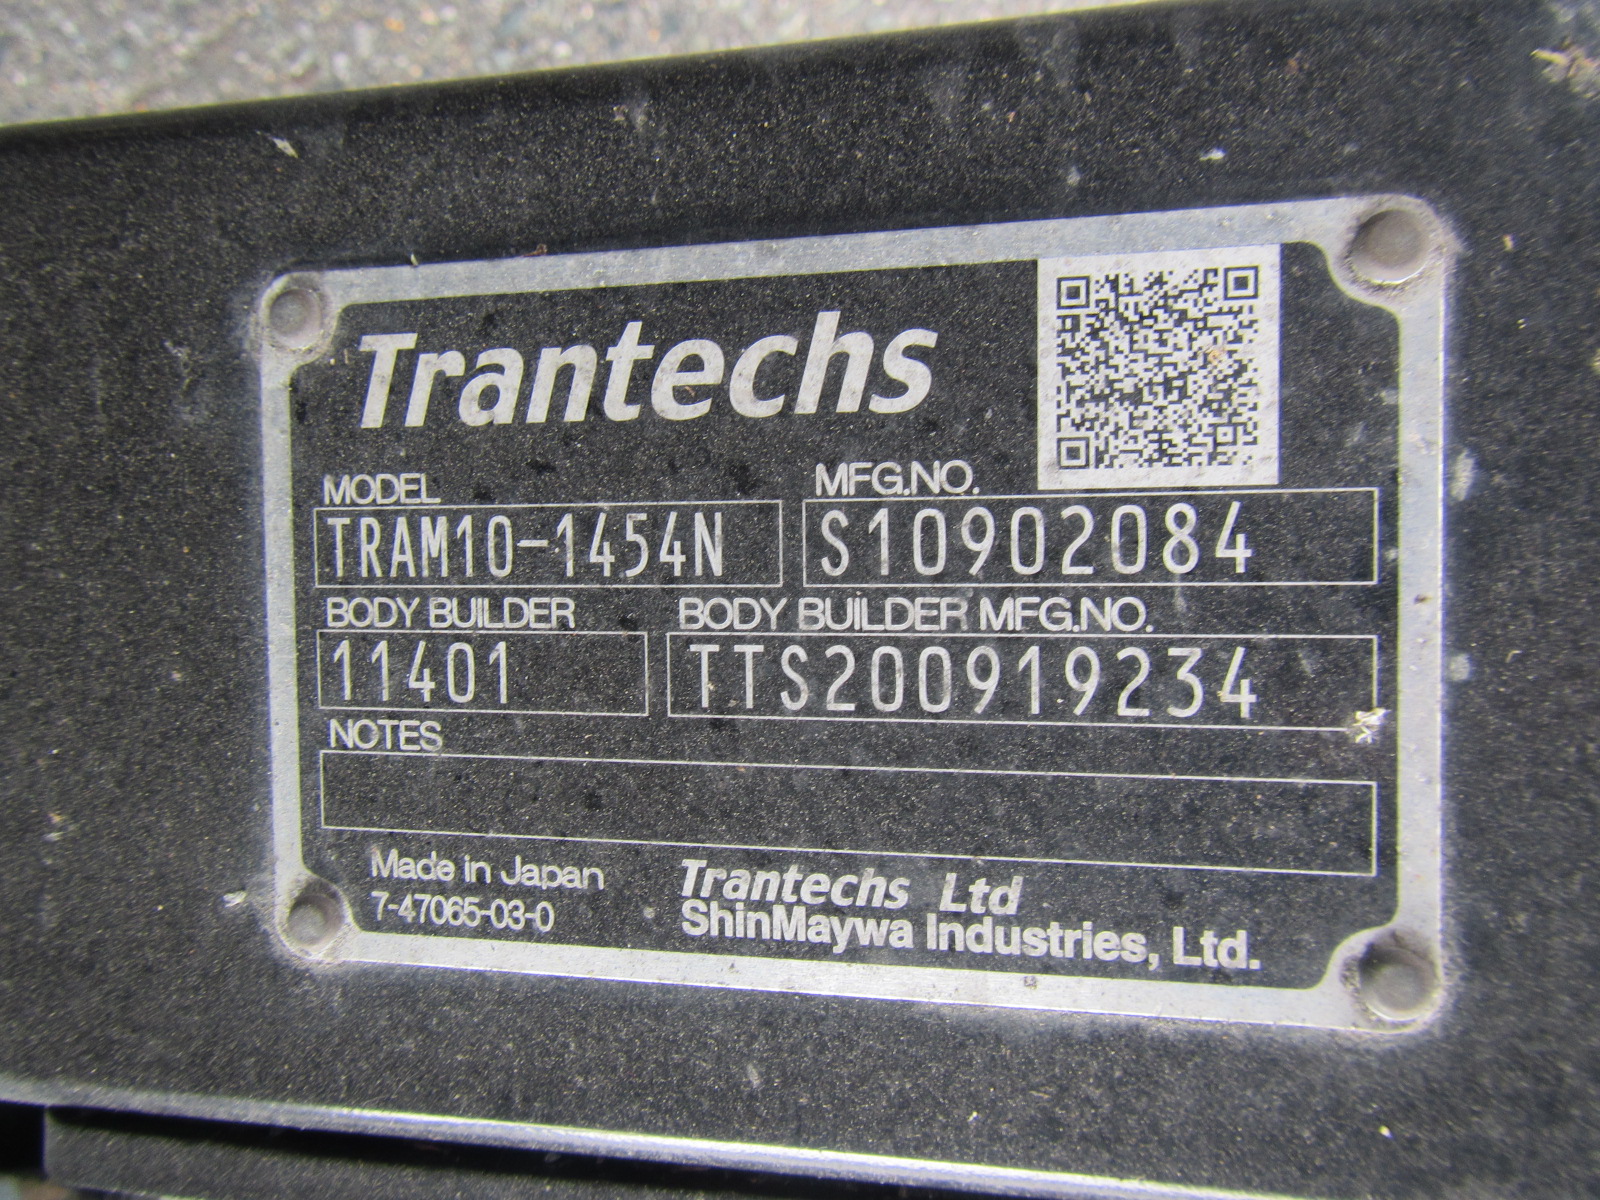 Trantechs
MODEL
MFG.NO.
TRAM10-1454N
S10902084
BODY BUILDER
BODY BUILDER MFG.NO.
11401
TTS200919234
NOTES
Made in Japan
7-47065-03-0
Trantechs Ltd
ShinMaywa Industries, Ltd.